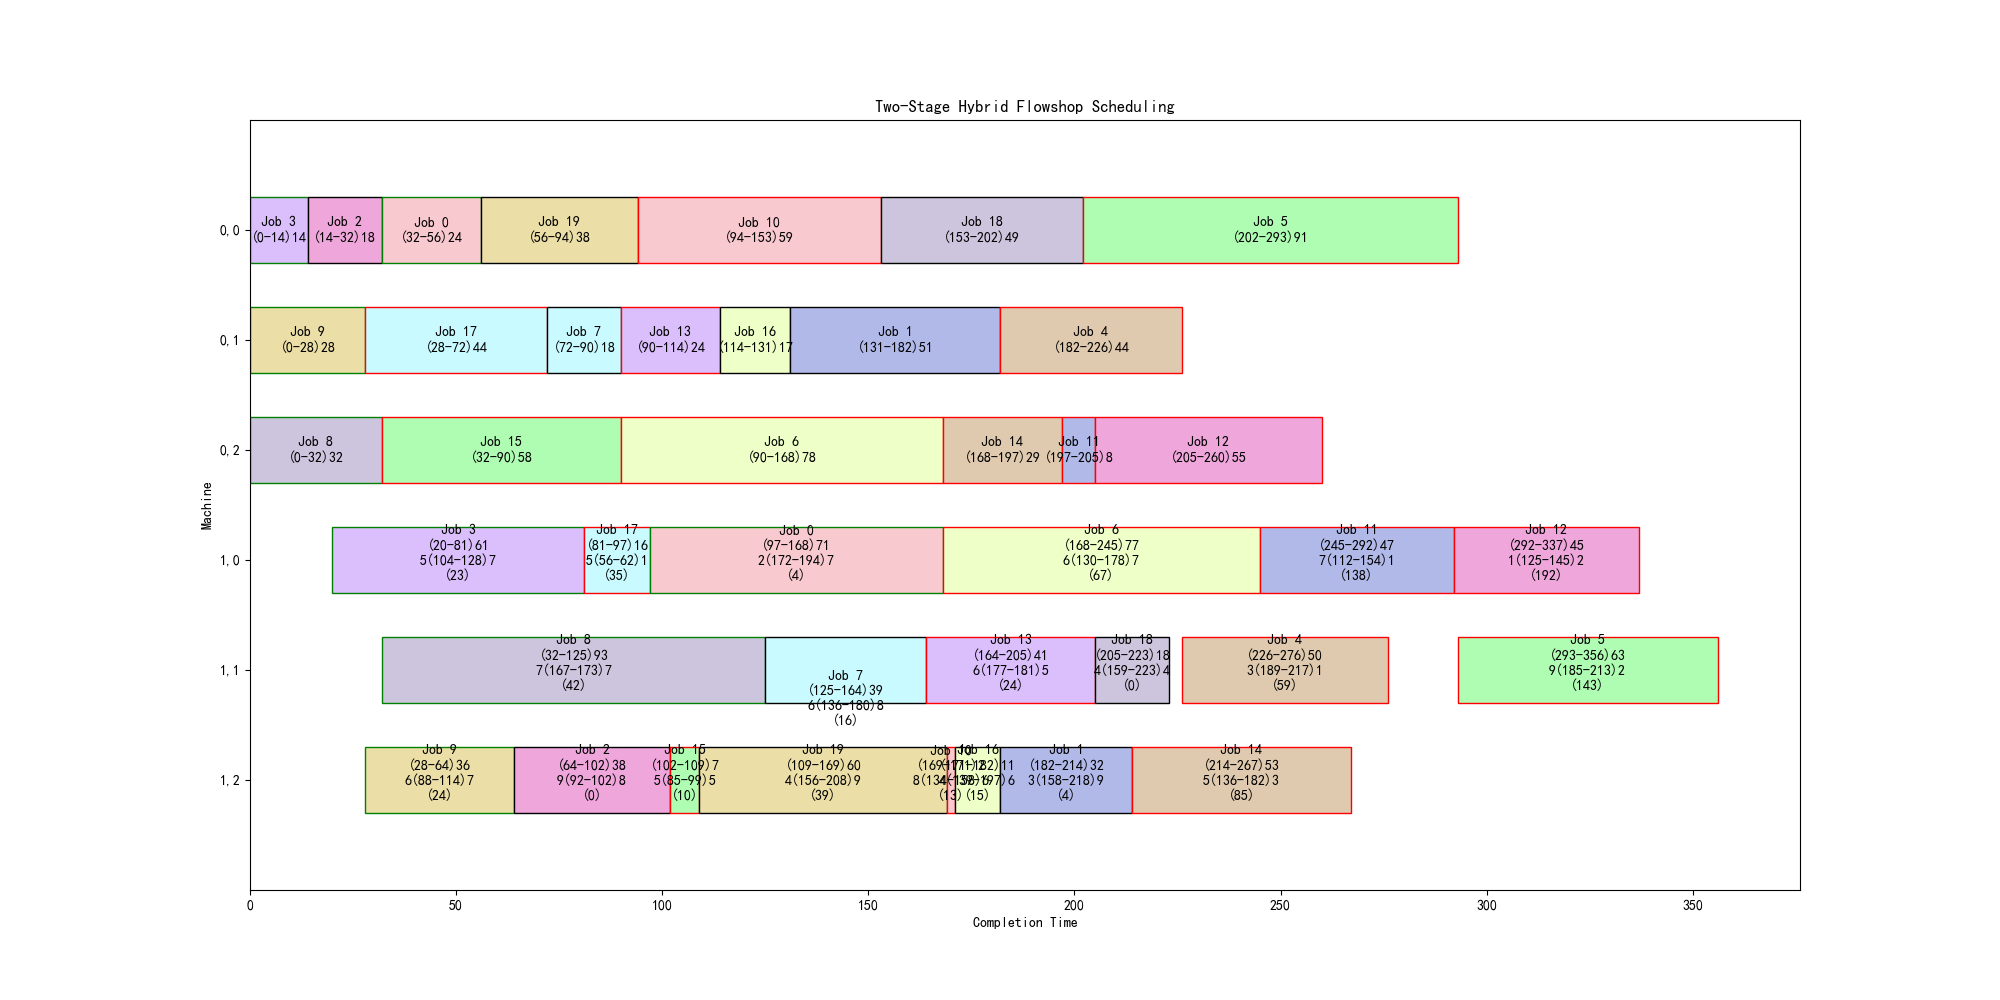 Two-Stage Hybrid Flowshop Scheduling
Machine
0,0
Job 3
(0-14)14
Job 2
(14-32)18
Job 0
(32-56)24
Job 19
(56-94)38
Job 10
(94-153)59
Job 18
(153-202)49
Job 5
(202-293)91
0,1
Job 9
(0-28)28
Job 17
(28-72)44
Job 7
(72-90)18
Job 13
(90-114)24
Job 16
(114-131)17
Job 1
(131-182)51
Job 4
(182-226)44
0,2
Job 8
(0-32)32
Job 15
(32-90)58
Job 6
(90-168)78
Job 14
(168-197)29
Job 11
(197-205)8
Job 12
(205-260)55
1,0
Job 3
(20-81)61
5(104-128)7
(23)
Job 17
(81-97)16
5(56-62)1
(35)
Job 0
(97-168)71
2(172-194)7
(4)
Job 6
(168-245)77
6(130-178)7
(67)
Job 11
(245-292)47
7(112-154)1
(138)
Job 12
(292-337)45
1(125-145)2
(192)
1,1
Job 8
(32-125)93
7(167-173)7
(42)
Job 7
(125-164)39
6(136-180)8
(16)
Job 13
(164-205)41
6(177-181)5
(24)
Job 18
(205-223)18
4(159-223)4
(0)
Job 4
(226-276)50
3(189-217)1
(59)
Job 5
(293-356)63
9(185-213)2
(143)
1,2
Job 9
(28-64)36
6(88-114)7
(24)
Job 2
(64-102)38
9(92-102)8
(0)
Job 15
(102-109)7
5(85-99)5
(10)
Job 19
(109-169)60
4(156-208)9
(39)
Job 10
(169-171)2
(13)
Job 16
(171-182)11
(15)
Job 1
(182-214)32
3(158-218)9
(4)
Job 14
(214-267)53
5(136-182)3
(85)
0
50
100
150
200
250
300
350
Completion Time